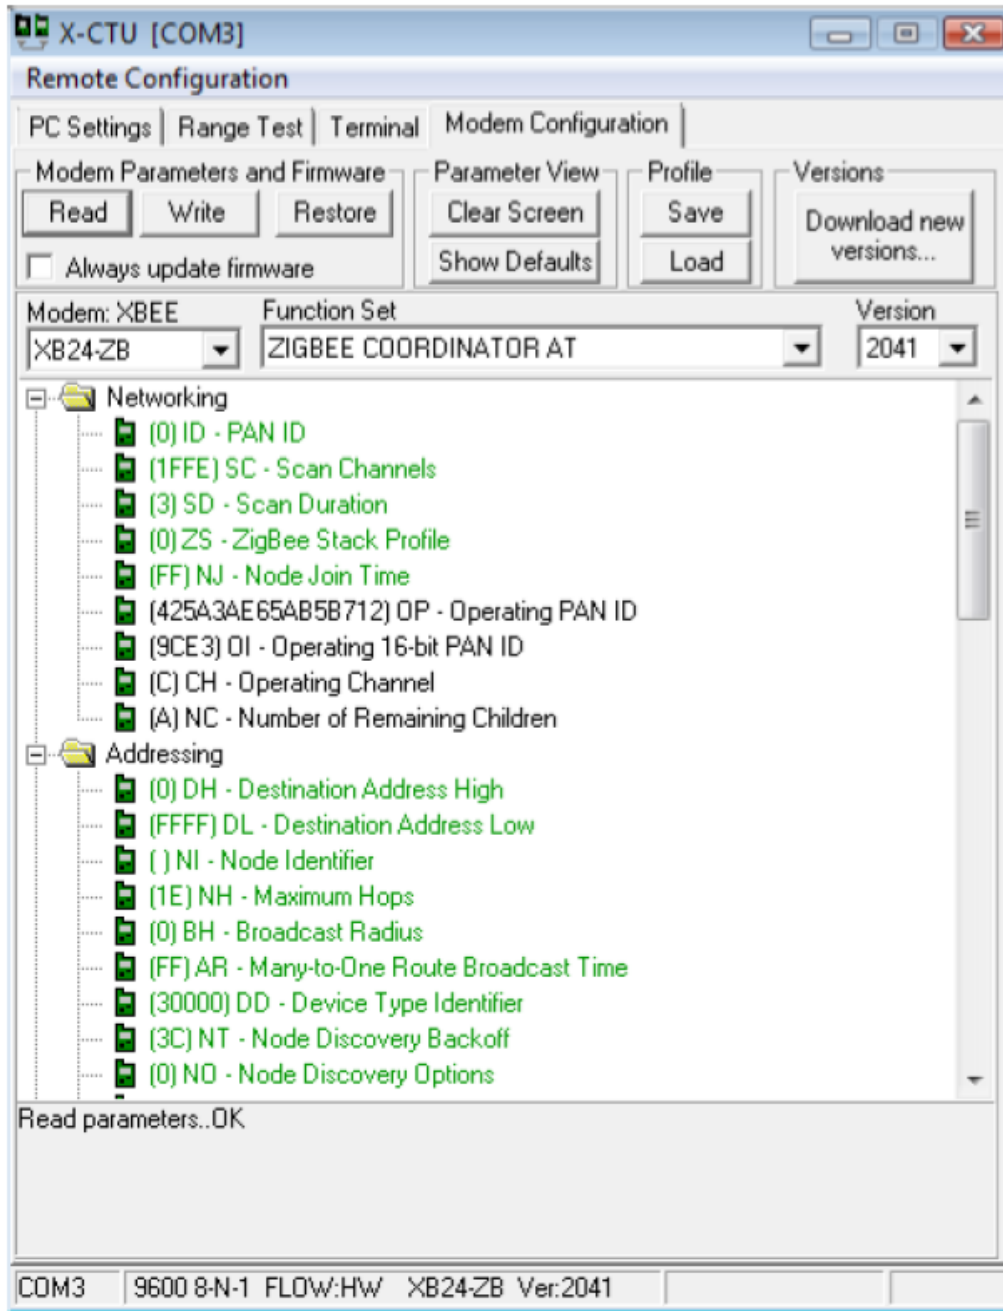 X-CTU [COM3]
Remote Configuration
PC Settings Range Test Terminal Modem Configuration
Modem Parameters and Firmware Parameter View Profile Versions
Read Write Restore Clear Screen Save Download new versions...
Always update firmware Show Defaults Load
Modem: XBEE Function Set Version
XB24-ZB ZIGBEE COORDINATOR AT 2041
Networking
(0) ID - PAN ID
(1FFE) SC - Scan Channels
(3) SD - Scan Duration
(0) ZS - ZigBee Stack Profile
(FF) NJ - Node Join Time
(425A3AE65AB5B712) OP - Operating PAN ID
(9CE3) OI - Operating 16-bit PAN ID
(C) CH - Operating Channel
(A) NC - Number of Remaining Children
Addressing
(0) DH - Destination Address High
(FFFF) DL - Destination Address Low
( ) NI - Node Identifier
(1E) NH - Maximum Hops
(0) BH - Broadcast Radius
(FF) AR - Many-to-One Route Broadcast Time
(30000) DD - Device Type Identifier
(3C) NT - Node Discovery Backoff
(0) NO - Node Discovery Options
Read parameters..OK
COM3 9600 8-N-1 FLOW:HW XB24-ZB Ver:2041